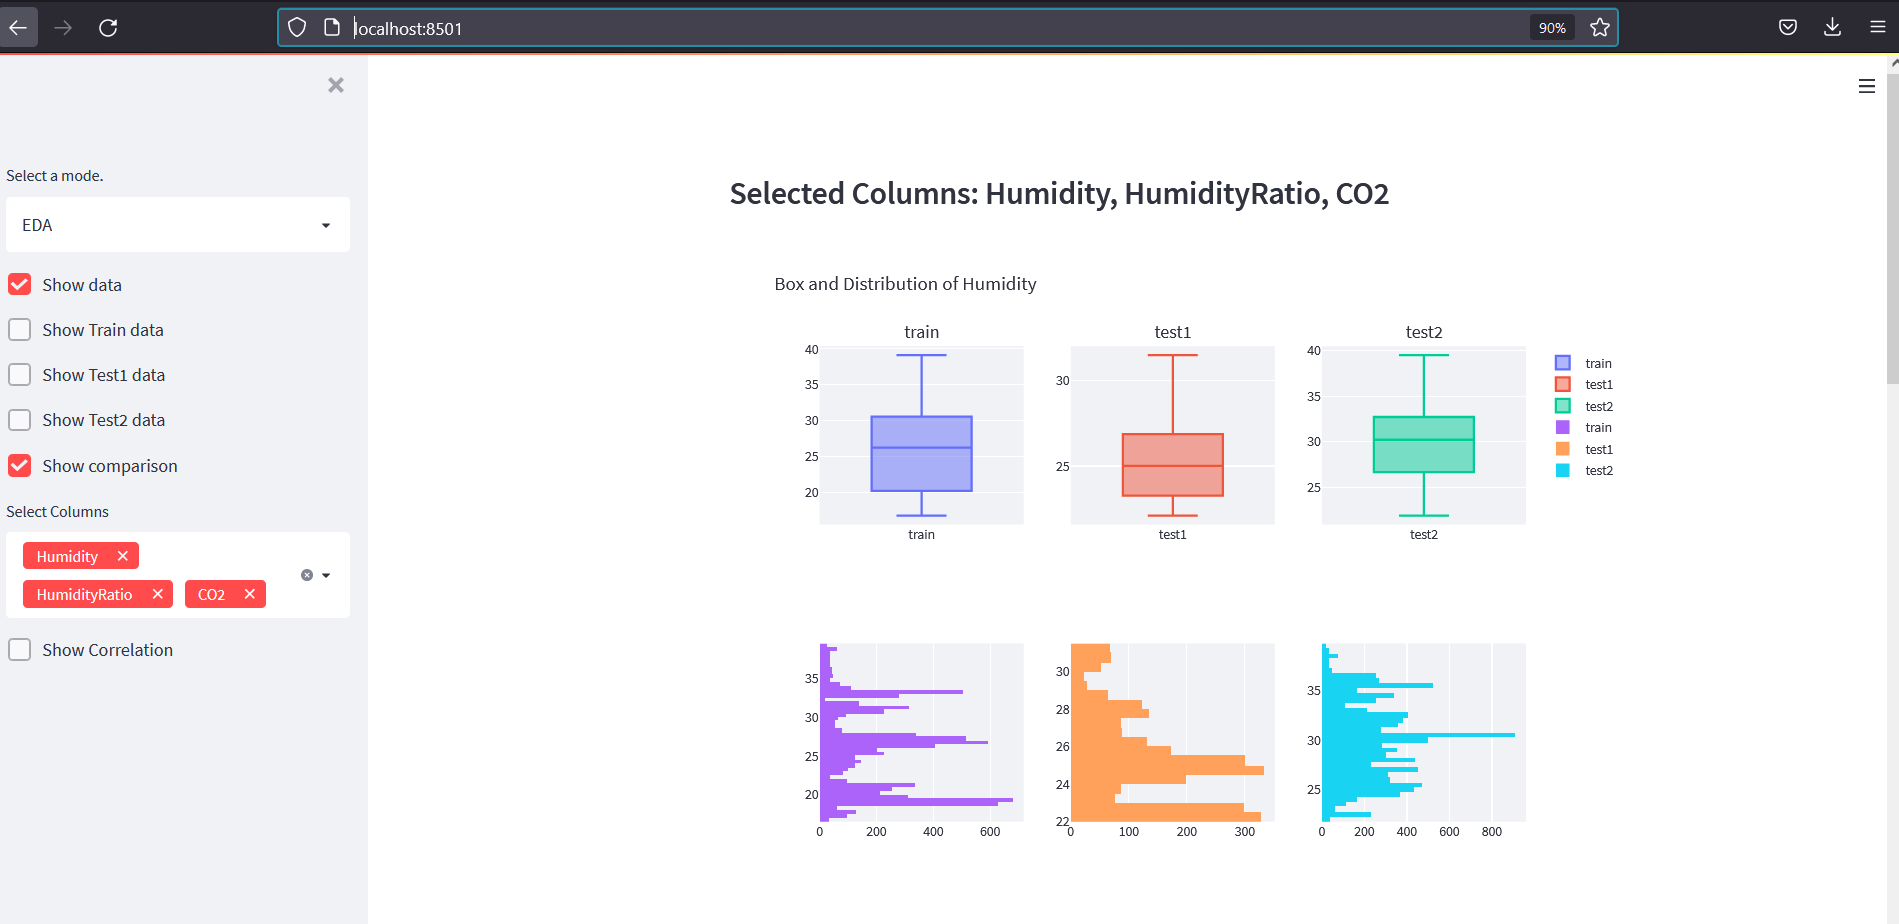 localhost:8501
90%
Select a mode.
EDA
Show data
Show Train data
Show Test1 data
Show Test2 data
Show comparison
Select Columns
Humidity
HumidityRatio CO2
Show Correlation
Selected Columns: Humidity, HumidityRatio, CO2
Box and Distribution of Humidity
train test1 test2
40
35
30
25
20
train
30
25
test1
40
35
30
25
test2
train
test1
test2
train
test1
test2
35
30
25
20
0 200 400 600
30
28
26
24
22
0 100 200 300
35
30
25
0 200 400 600 800